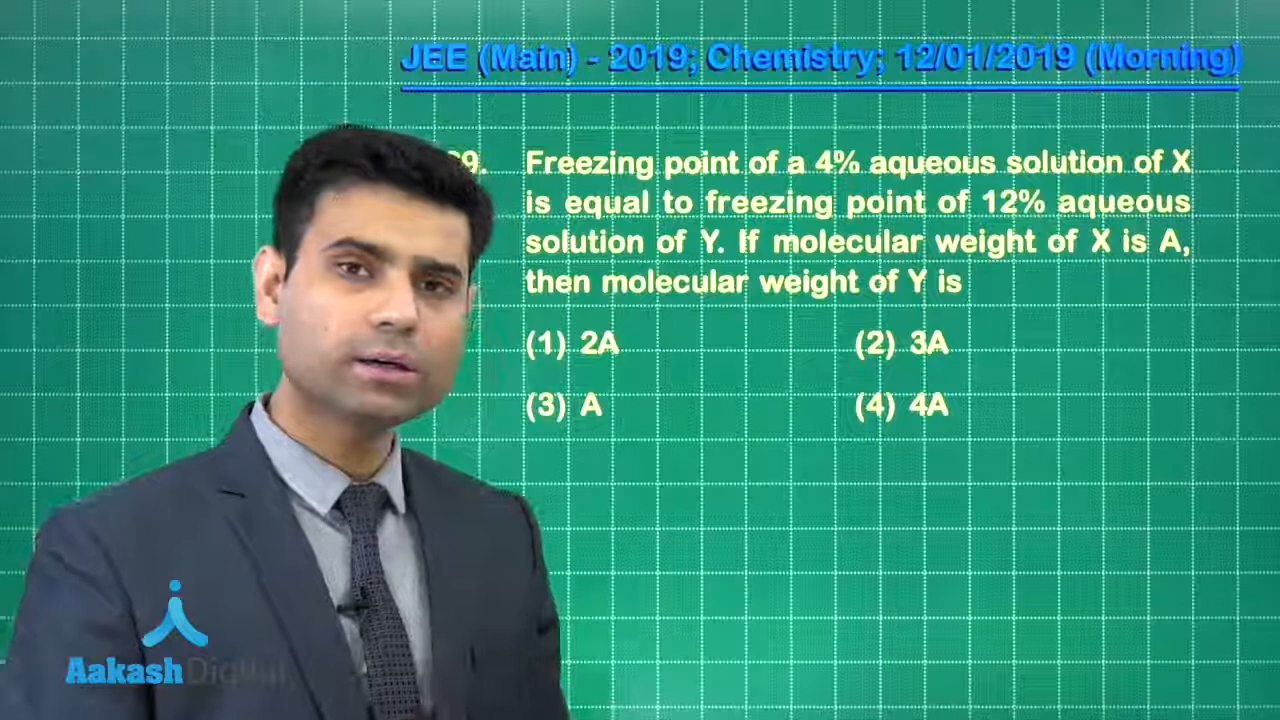 JEE (Main) - 2019; Chemistry; 12/01/2019 (Morning)
69. Freezing point of a 4% aqueous solution of X
is equal to freezing point of 12% aqueous
solution of Y. If molecular weight of X is A,
then molecular weight of Y is
(1) 2A (2) 3A
(3) A (4) 4A
Aakash Digital